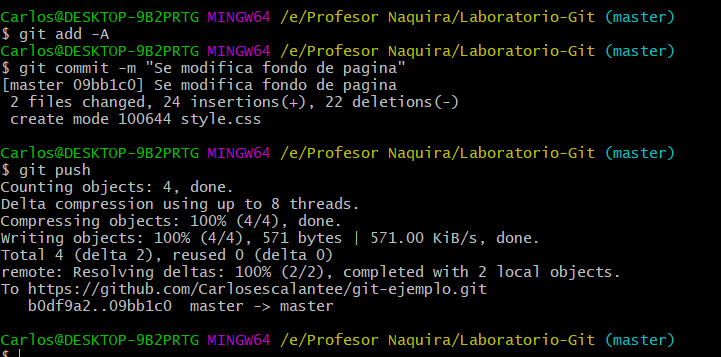 Carlos@DESKTOP-9B2PRTG MINGW64 /e/Profesor Naquira/Laboratorio-Git (master)
$ git add -A
Carlos@DESKTOP-9B2PRTG MINGW64 /e/Profesor Naquira/Laboratorio-Git (master)
$ git commit -m "Se modifica fondo de pagina"
[master 09bb1c0] Se modifica fondo de pagina
 2 files changed, 24 insertions(+), 22 deletions(-)
 create mode 100644 style.css
Carlos@DESKTOP-9B2PRTG MINGW64 /e/Profesor Naquira/Laboratorio-Git (master)
$ git push
Counting objects: 4, done.
Delta compression using up to 8 threads.
Compressing objects: 100% (4/4), done.
Writing objects: 100% (4/4), 571 bytes | 571.00 KiB/s, done.
Total 4 (delta 2), reused 0 (delta 0)
remote: Resolving deltas: 100% (2/2), completed with 2 local objects.
To https://github.com/Carlosescalantee/git-ejemplo.git
   b0df9a2..09bb1c0  master -> master
Carlos@DESKTOP-9B2PRTG MINGW64 /e/Profesor Naquira/Laboratorio-Git (master)
$